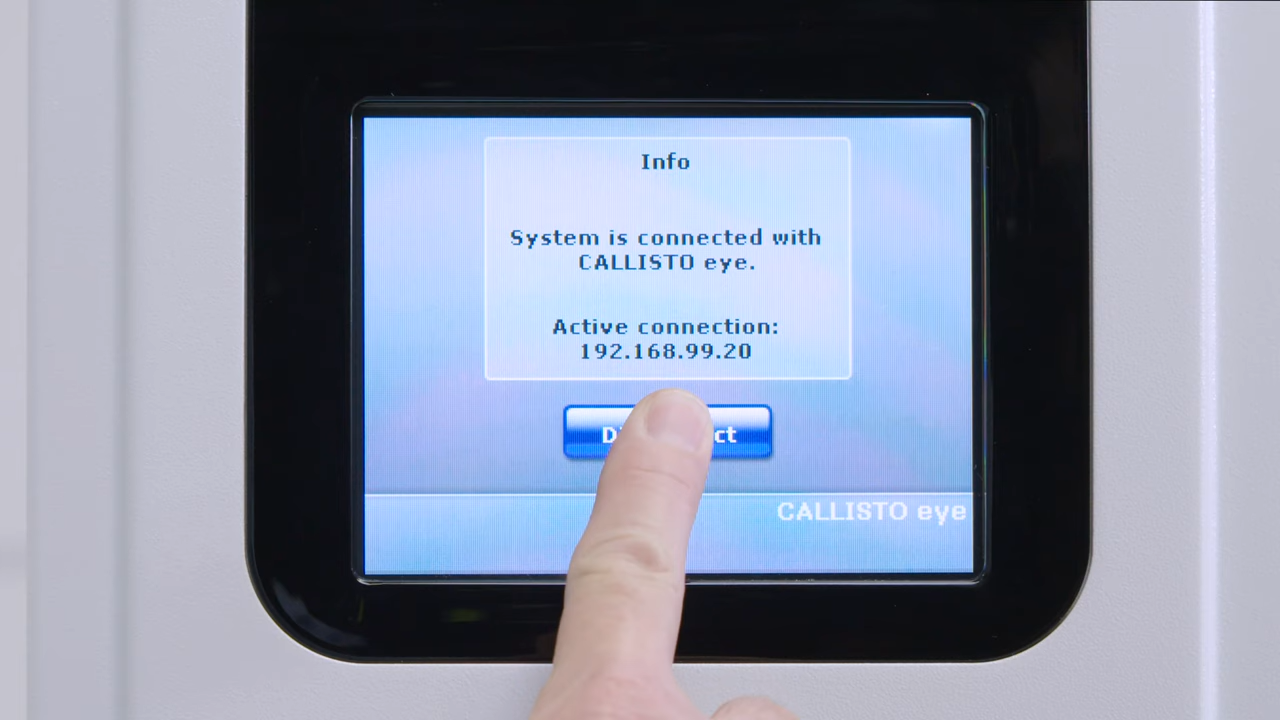 Info
System is connected with
CALLISTO eye.
Active connection:
192.168.99.20
CALLISTO eye